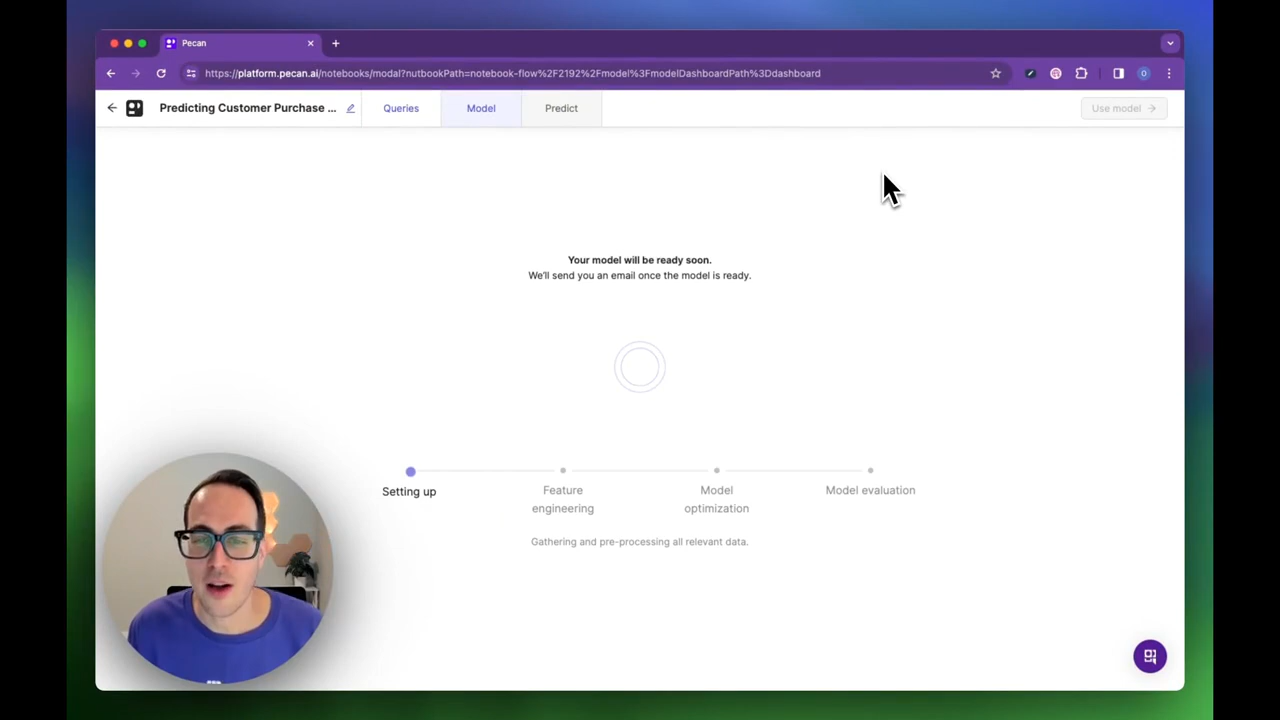 Pecan
https://platform.pecan.ai/notebooks/modal?nutbookPath=notebook-flow%2F2192%2Fmodel%3FmodelDashboardPath%3Ddashboard
O
Predicting Customer Purchase ...
Queries
Model
Predict
Use model
Your model will be ready soon.
We'll send you an email once the model is ready.
Setting up
Feature
engineering
Model
optimization
Model evaluation
Gathering and pre-processing all relevant data.